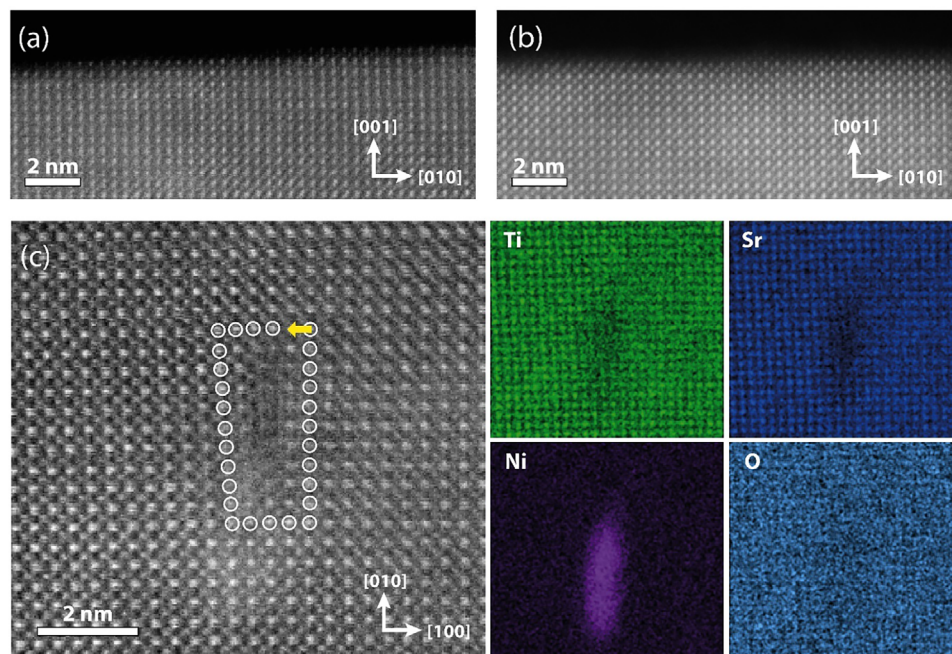 (a)
[001]
[010]
2 nm
(b)
[001]
[010]
2 nm
(c)
[010]
[100]
2 nm
Ti
Sr
Ni
O